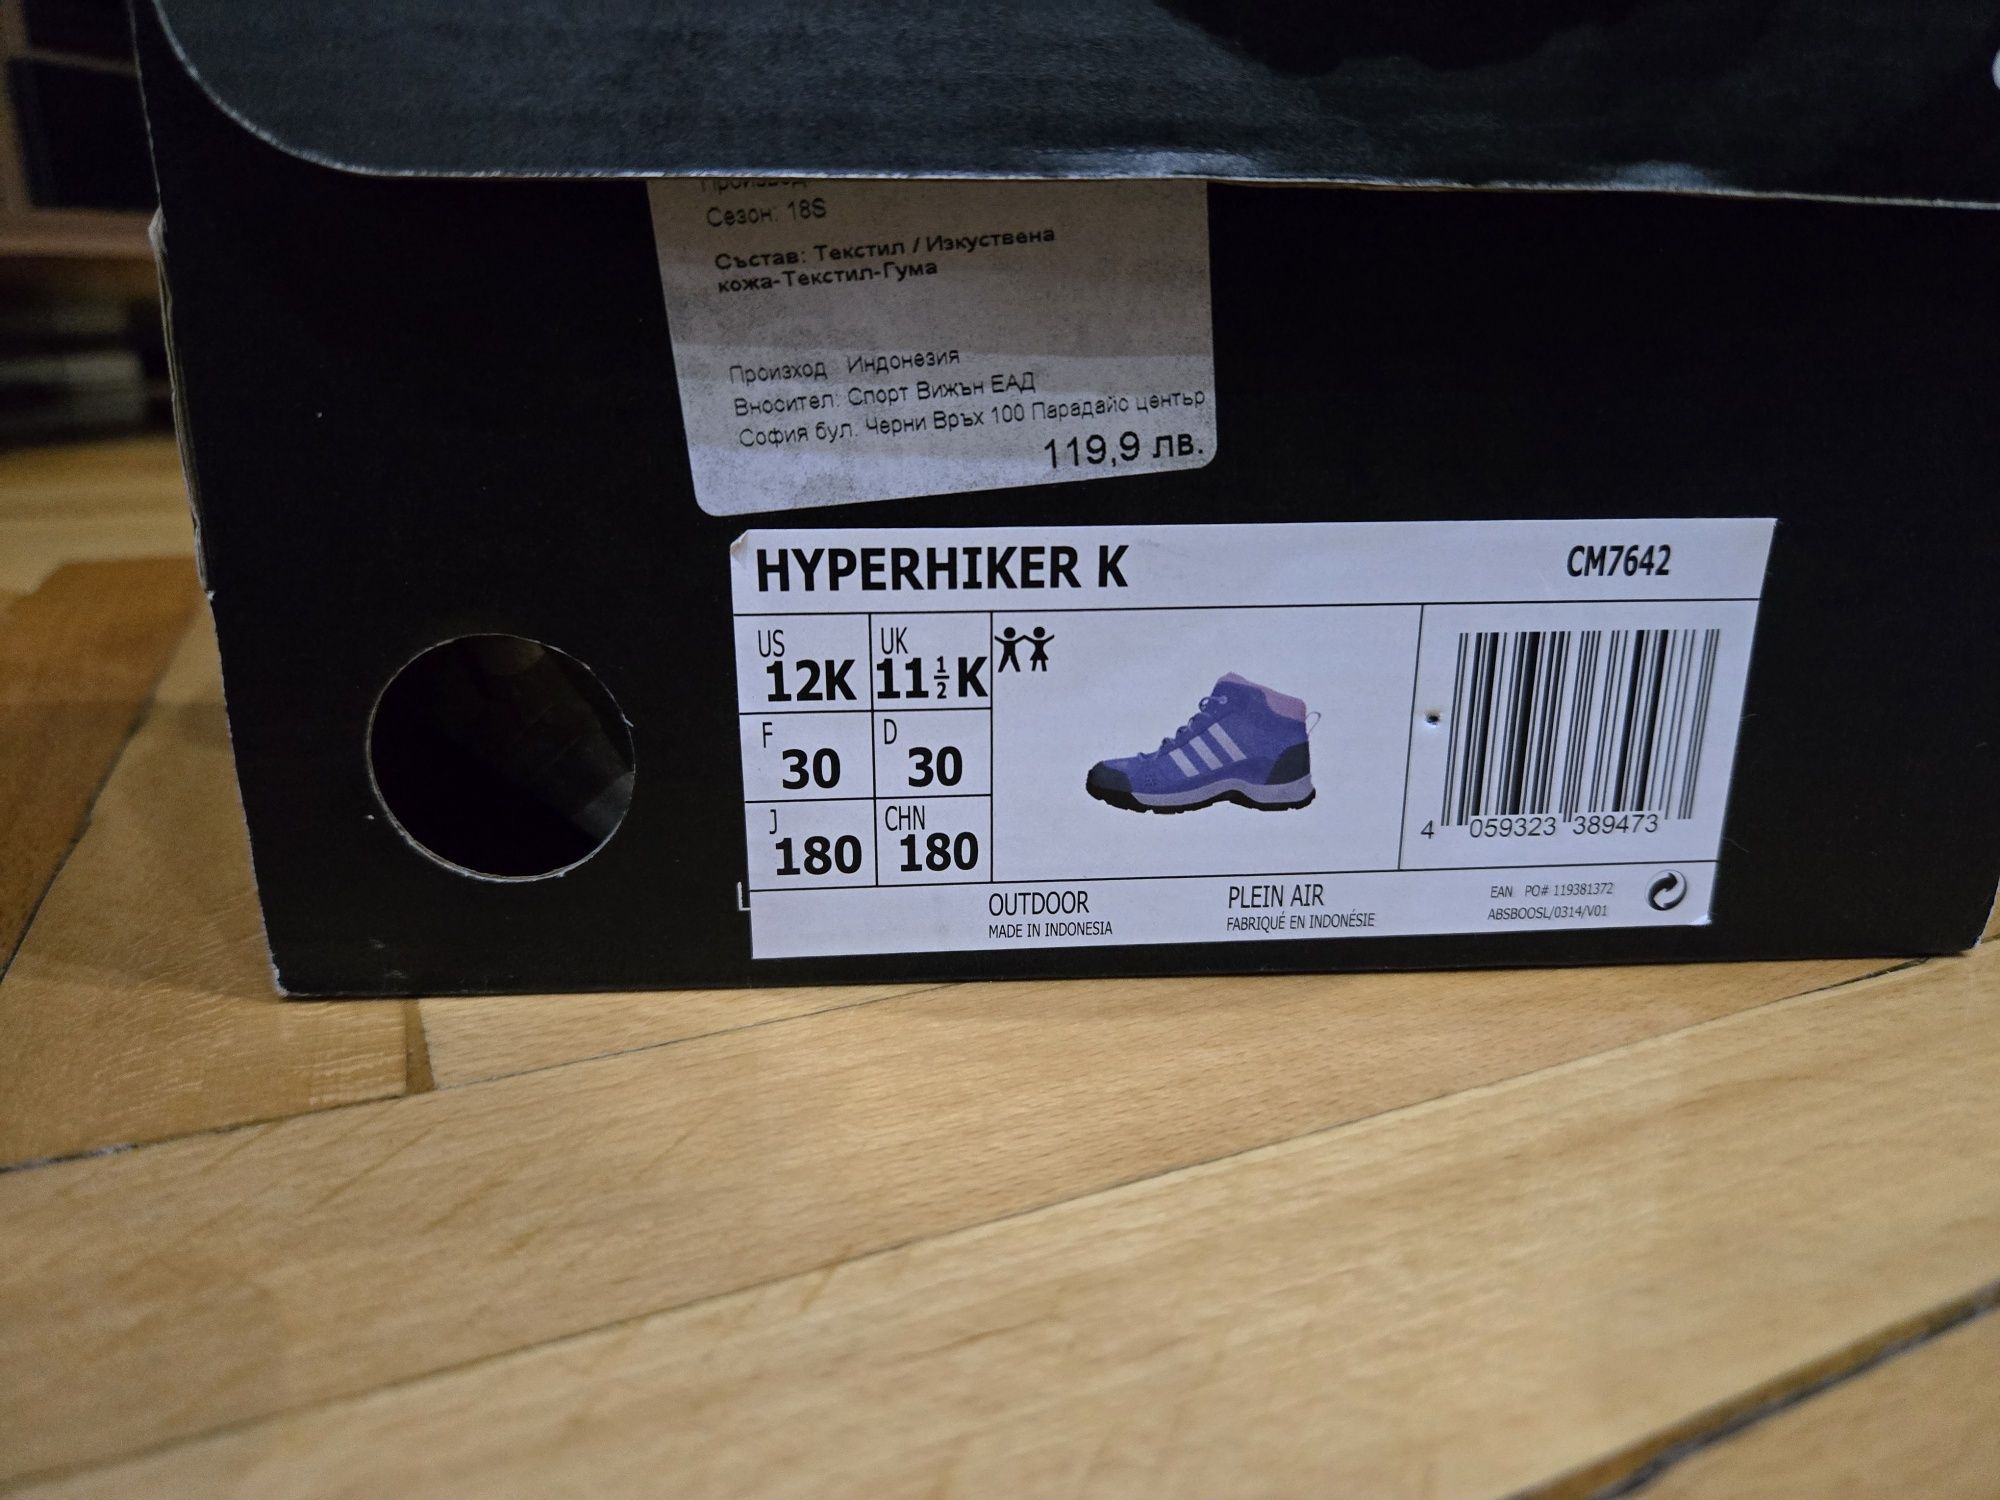 Сезон: 18S
Състав: Текстил / Изкуствена
кожа-Текстил-Гума
Произход Индонезия
Вносител: Спорт Вижън ЕАД
София бул. Черни Връх 100 Парадайс център
119,9 лв.
HYPERHIKER K CM7642
US 12K UK 11½K
F 30 D 30
J 180 CHN 180
4 059323 389473
OUTDOOR PLEIN AIR
MADE IN INDONESIA FABRIQUÉ EN INDONÉSIE
EAN PO# 119381372
ABSBOOSL/0314/V01